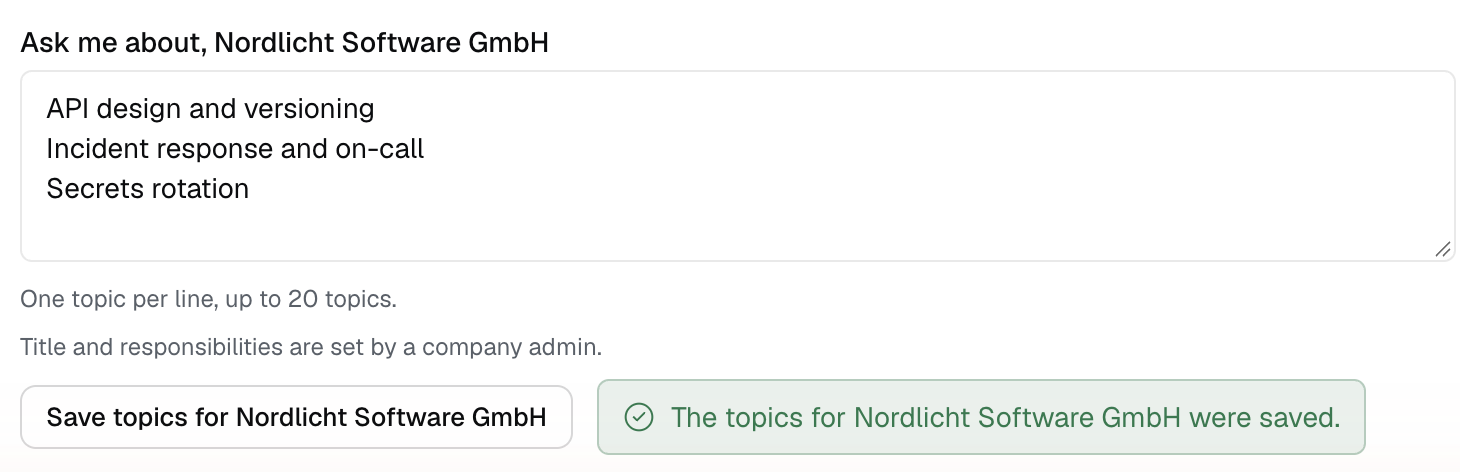 Ask me about, Nordlicht Software GmbH
API design and versioning
Incident response and on-call
Secrets rotation
One topic per line, up to 20 topics.
Title and responsibilities are set by a company admin.
Save topics for Nordlicht Software GmbH
The topics for Nordlicht Software GmbH were saved.